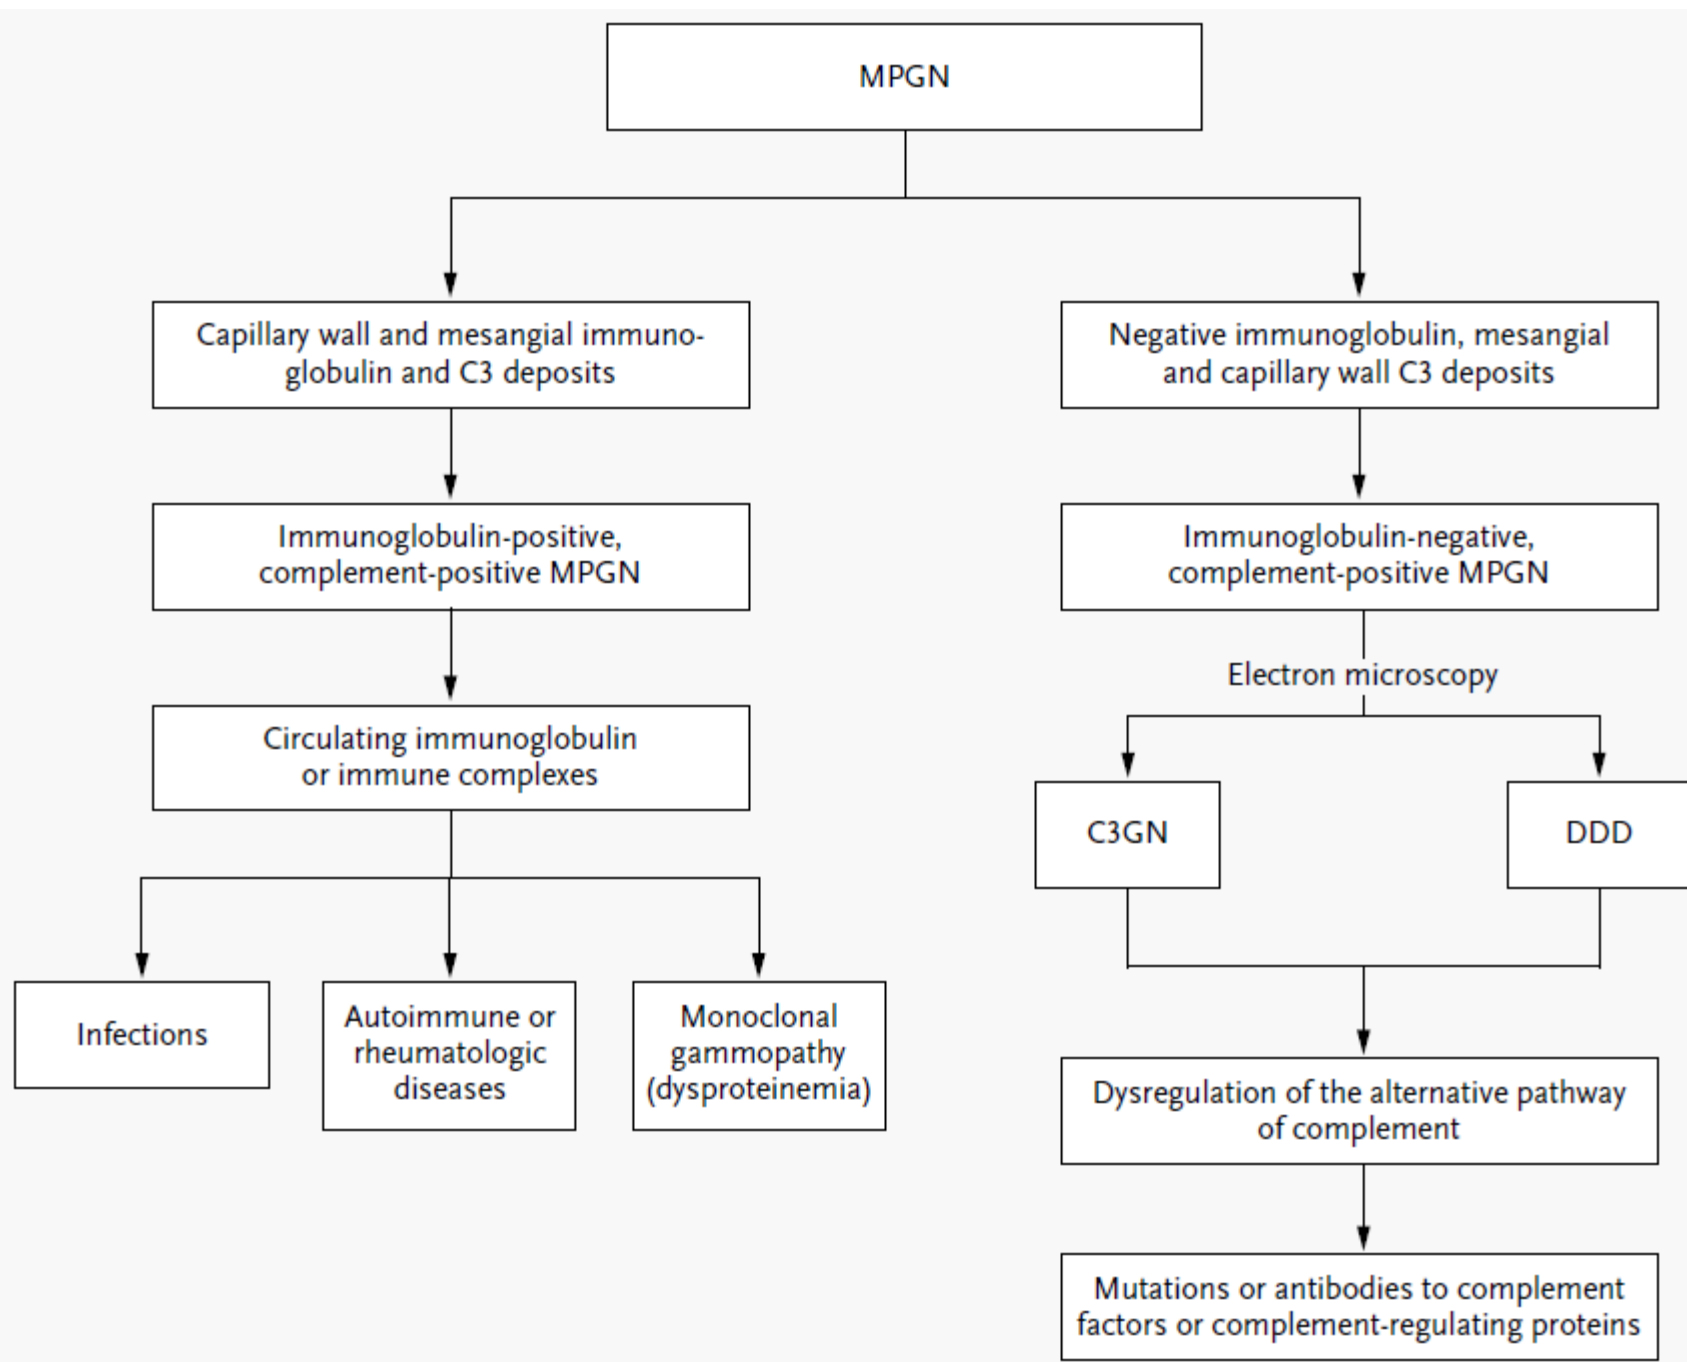 MPGN
Capillary wall and mesangial immuno-
globulin and C3 deposits
Negative immunoglobulin, mesangial
and capillary wall C3 deposits
Immunoglobulin-positive,
complement-positive MPGN
Immunoglobulin-negative,
complement-positive MPGN
Electron microscopy
Circulating immunoglobulin
or immune complexes
C3GN
DDD
Infections
Autoimmune or
rheumatologic
diseases
Monoclonal
gammopathy
(dysproteinemia)
Dysregulation of the alternative pathway
of complement
Mutations or antibodies to complement
factors or complement-regulating proteins